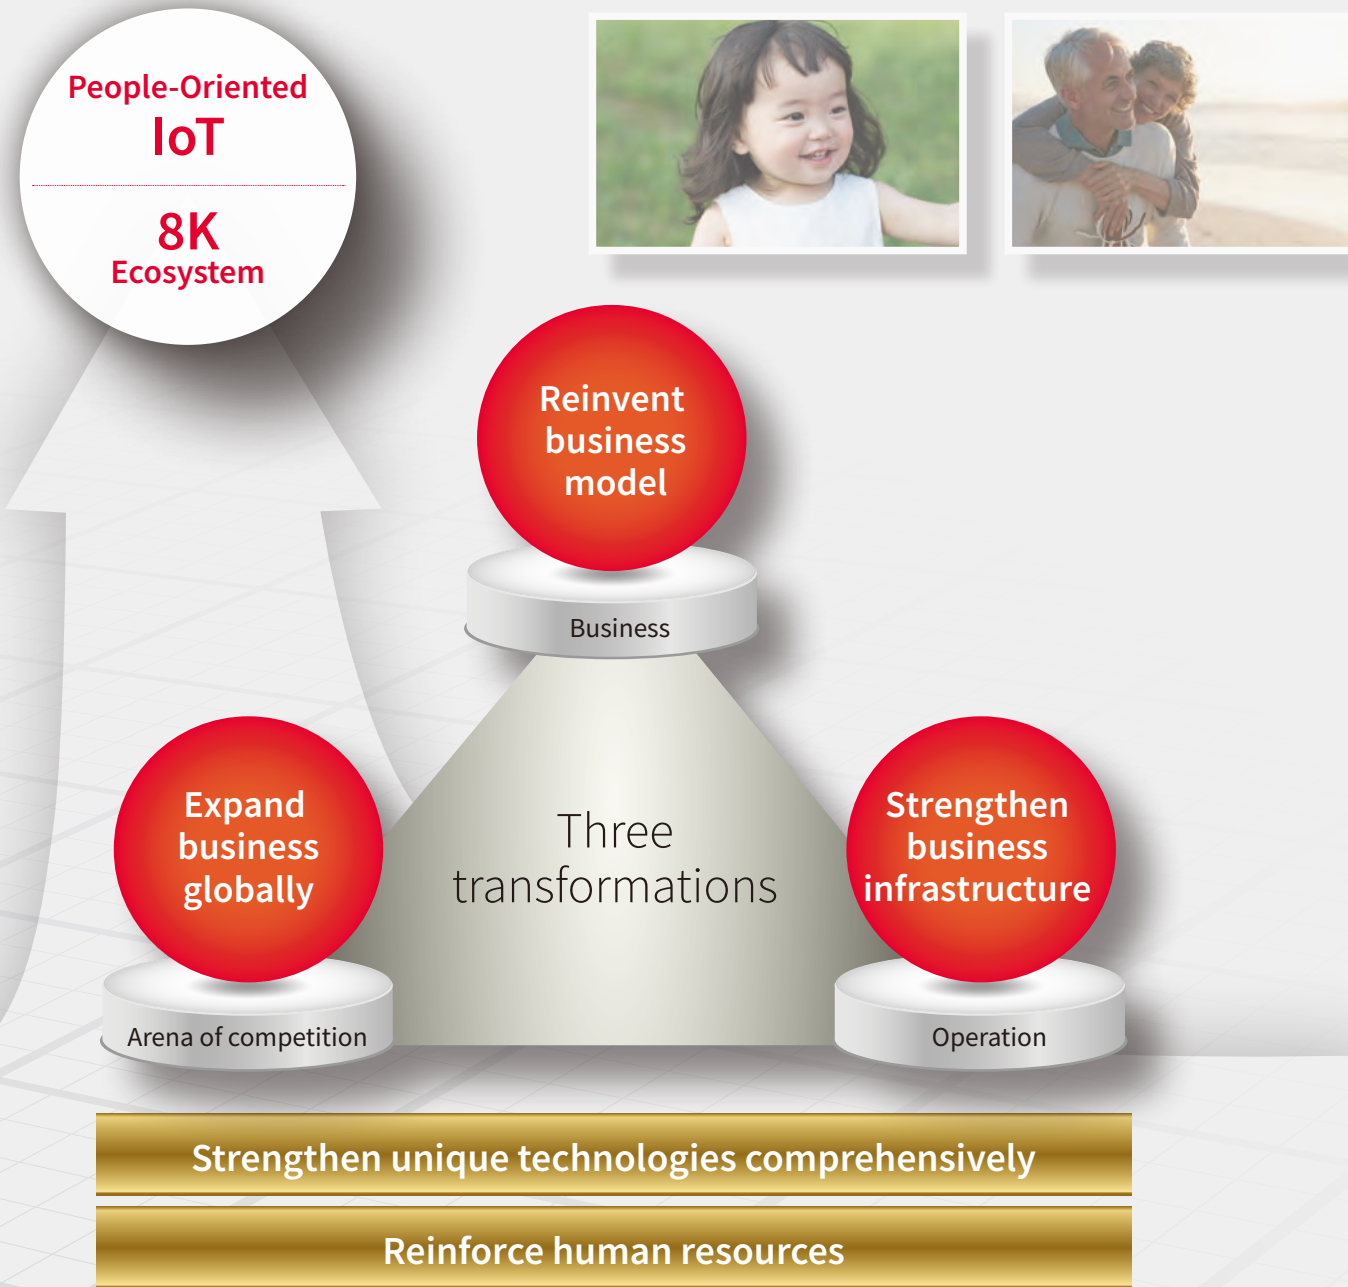 People-Oriented
IoT
8K
Ecosystem
Reinvent
business
model
Business
Three
transformations
Expand
business
globally
Arena of competition
Strengthen
business
infrastructure
Operation
Strengthen unique technologies comprehensively
Reinforce human resources